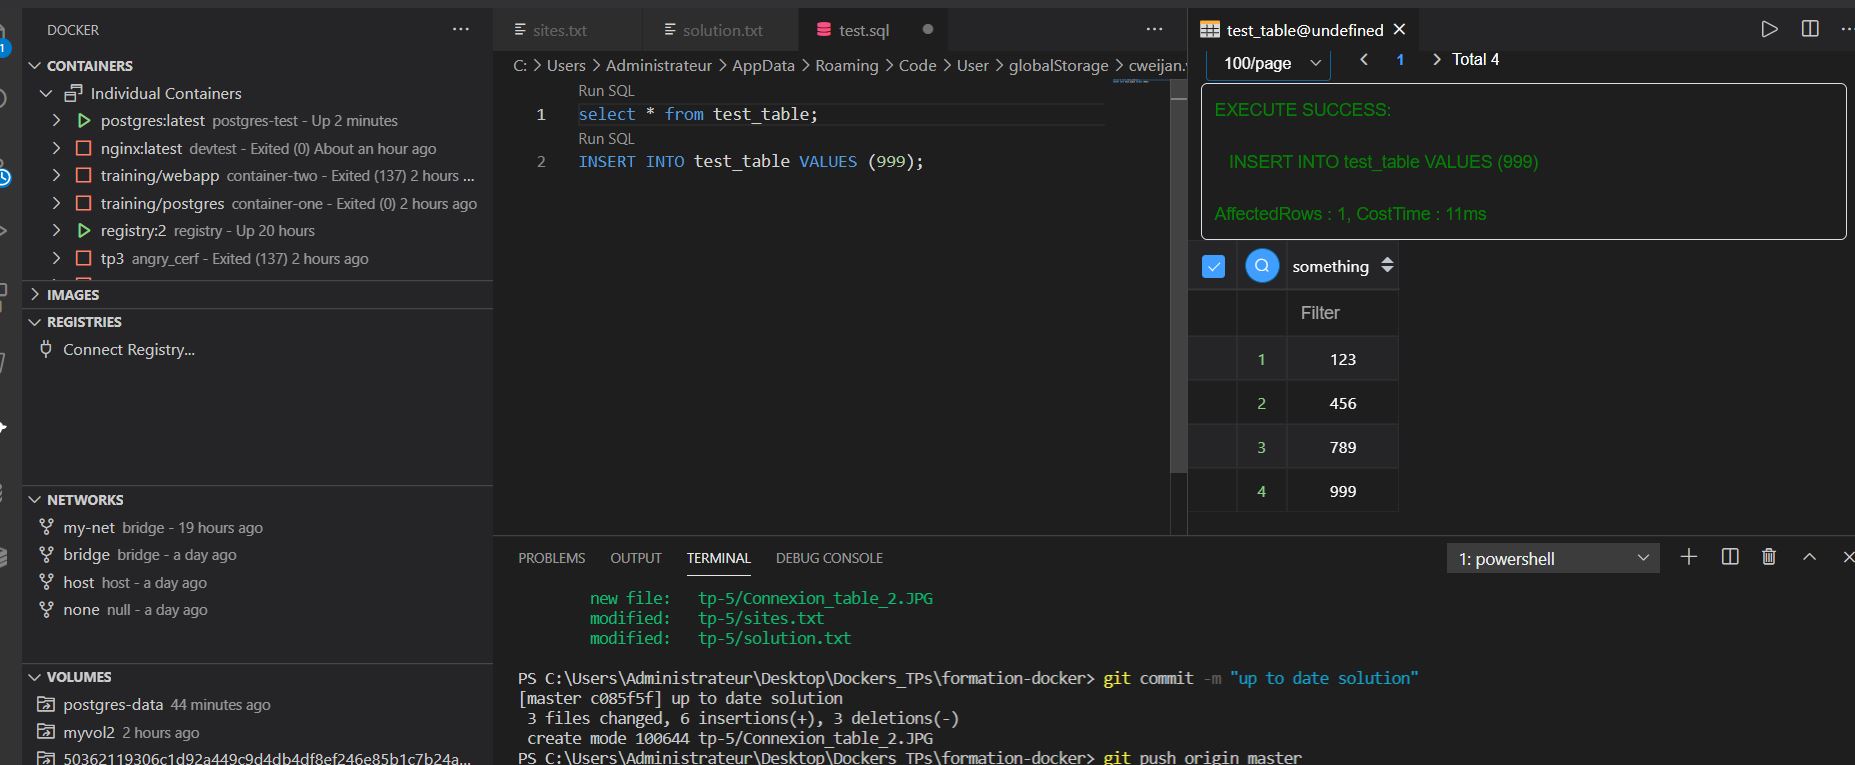 DOCKER
CONTAINERS
Individual Containers
postgres:latest postgres-test - Up 2 minutes
nginx:latest devtest - Exited (0) About an hour ago
training/webapp container-two - Exited (137) 2 hours ...
training/postgres container-one - Exited (0) 2 hours ago
registry:2 registry - Up 20 hours
tp3 angry_cerf - Exited (137) 2 hours ago
IMAGES
REGISTRIES
Connect Registry...
NETWORKS
my-net bridge - 19 hours ago
bridge bridge - a day ago
host host - a day ago
none null - a day ago
VOLUMES
postgres-data 44 minutes ago
myvol2 2 hours ago
50362119306c1d92a449c9d4db4df8ef246e85b1c7b24a...
sites.txt solution.txt test.sql
C: > Users > Administrateur > AppData > Roaming > Code > User > globalStorage > cweijan.
Run SQL
1 select * from test_table;
Run SQL
2 INSERT INTO test_table VALUES (999);
test_table@undefined
100/page 1 Total 4
EXECUTE SUCCESS:
INSERT INTO test_table VALUES (999)
AffectedRows : 1, CostTime : 11ms
something
Filter
1 123
2 456
3 789
4 999
PROBLEMS OUTPUT TERMINAL DEBUG CONSOLE 1: powershell
new file: tp-5/Connexion_table_2.JPG
modified: tp-5/sites.txt
modified: tp-5/solution.txt
PS C:\Users\Administrateur\Desktop\Dockers_TPs\formation-docker> git commit -m "up to date solution"
[master c085f5f] up to date solution
3 files changed, 6 insertions(+), 3 deletions(-)
create mode 100644 tp-5/Connexion_table_2.JPG
PS C:\Users\Administrateur\Desktop\Dockers_TPs\formation-docker> git push origin master